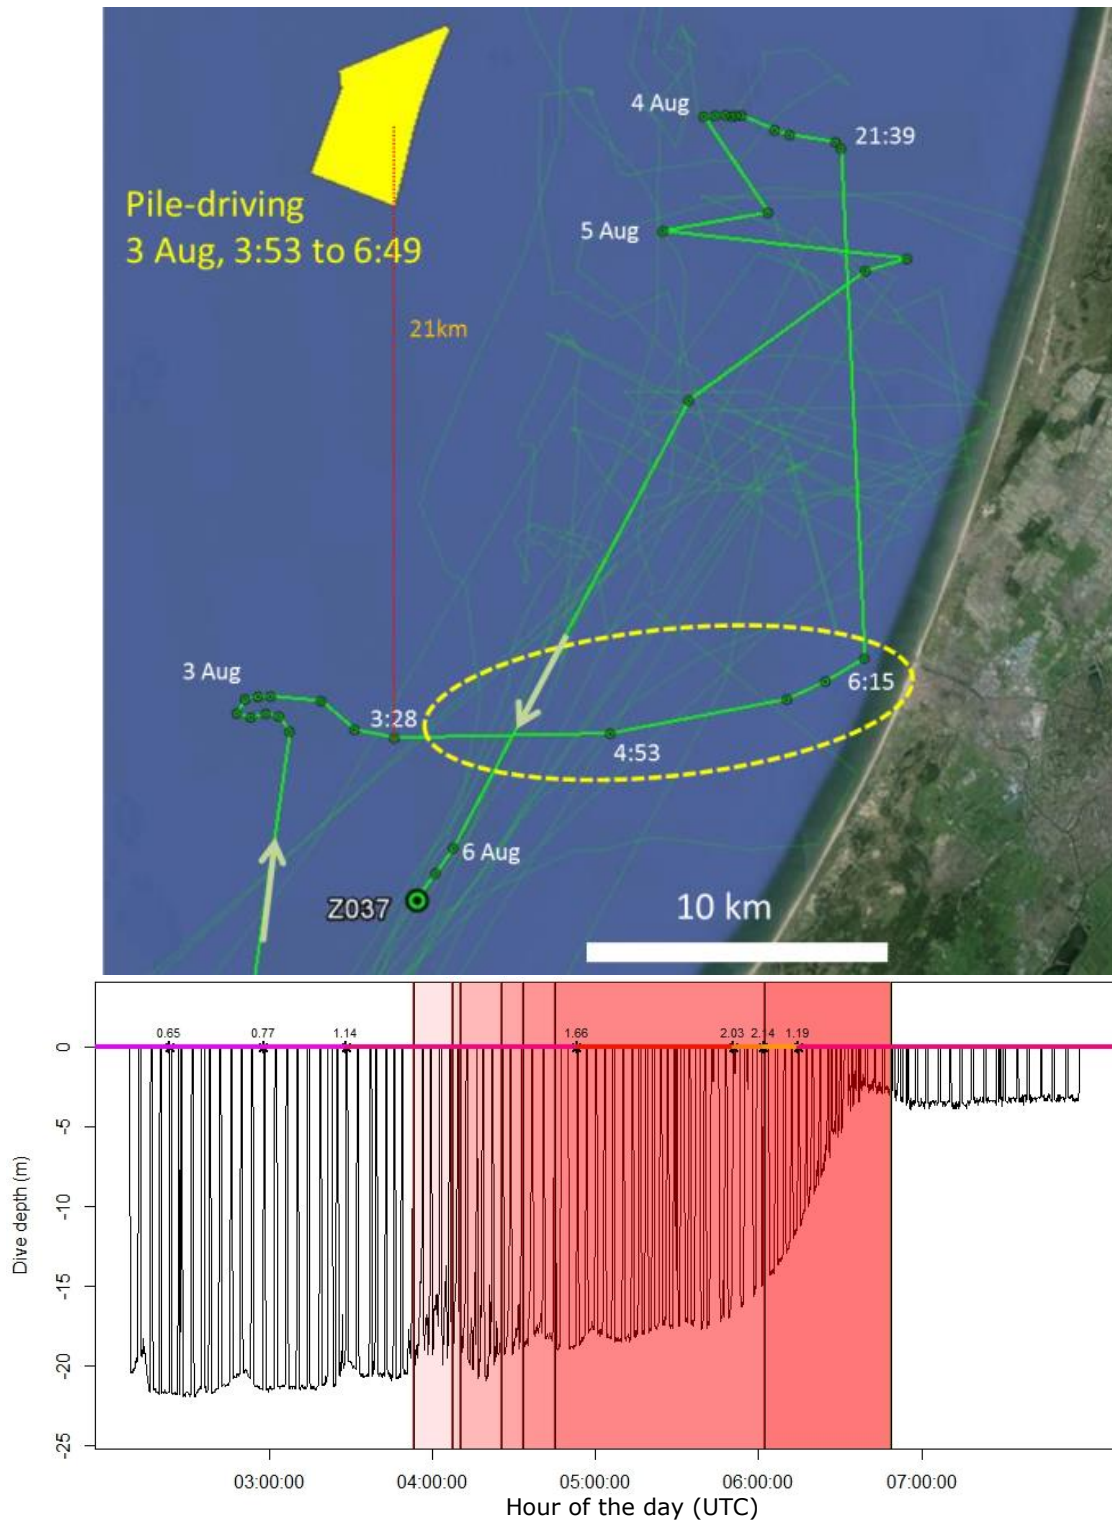 4 Aug
21:39
Pile-driving
3 Aug, 3:53 to 6:49
5 Aug
21km
3 Aug
3:28
6:15
4:53
6 Aug
Z037
10 km
0.65 0.77 1.14 1.66 2.03 2.14 1.19
0
-5
-10
-15
-20
-25
Dive depth (m)
03:00:00 04:00:00 05:00:00 06:00:00 07:00:00
Hour of the day (UTC)